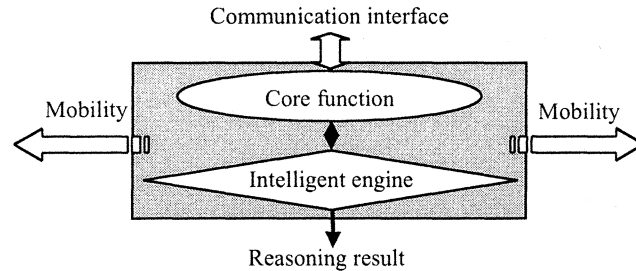 Communication interface
Core function
Mobility
Mobility
Intelligent engine
Reasoning result